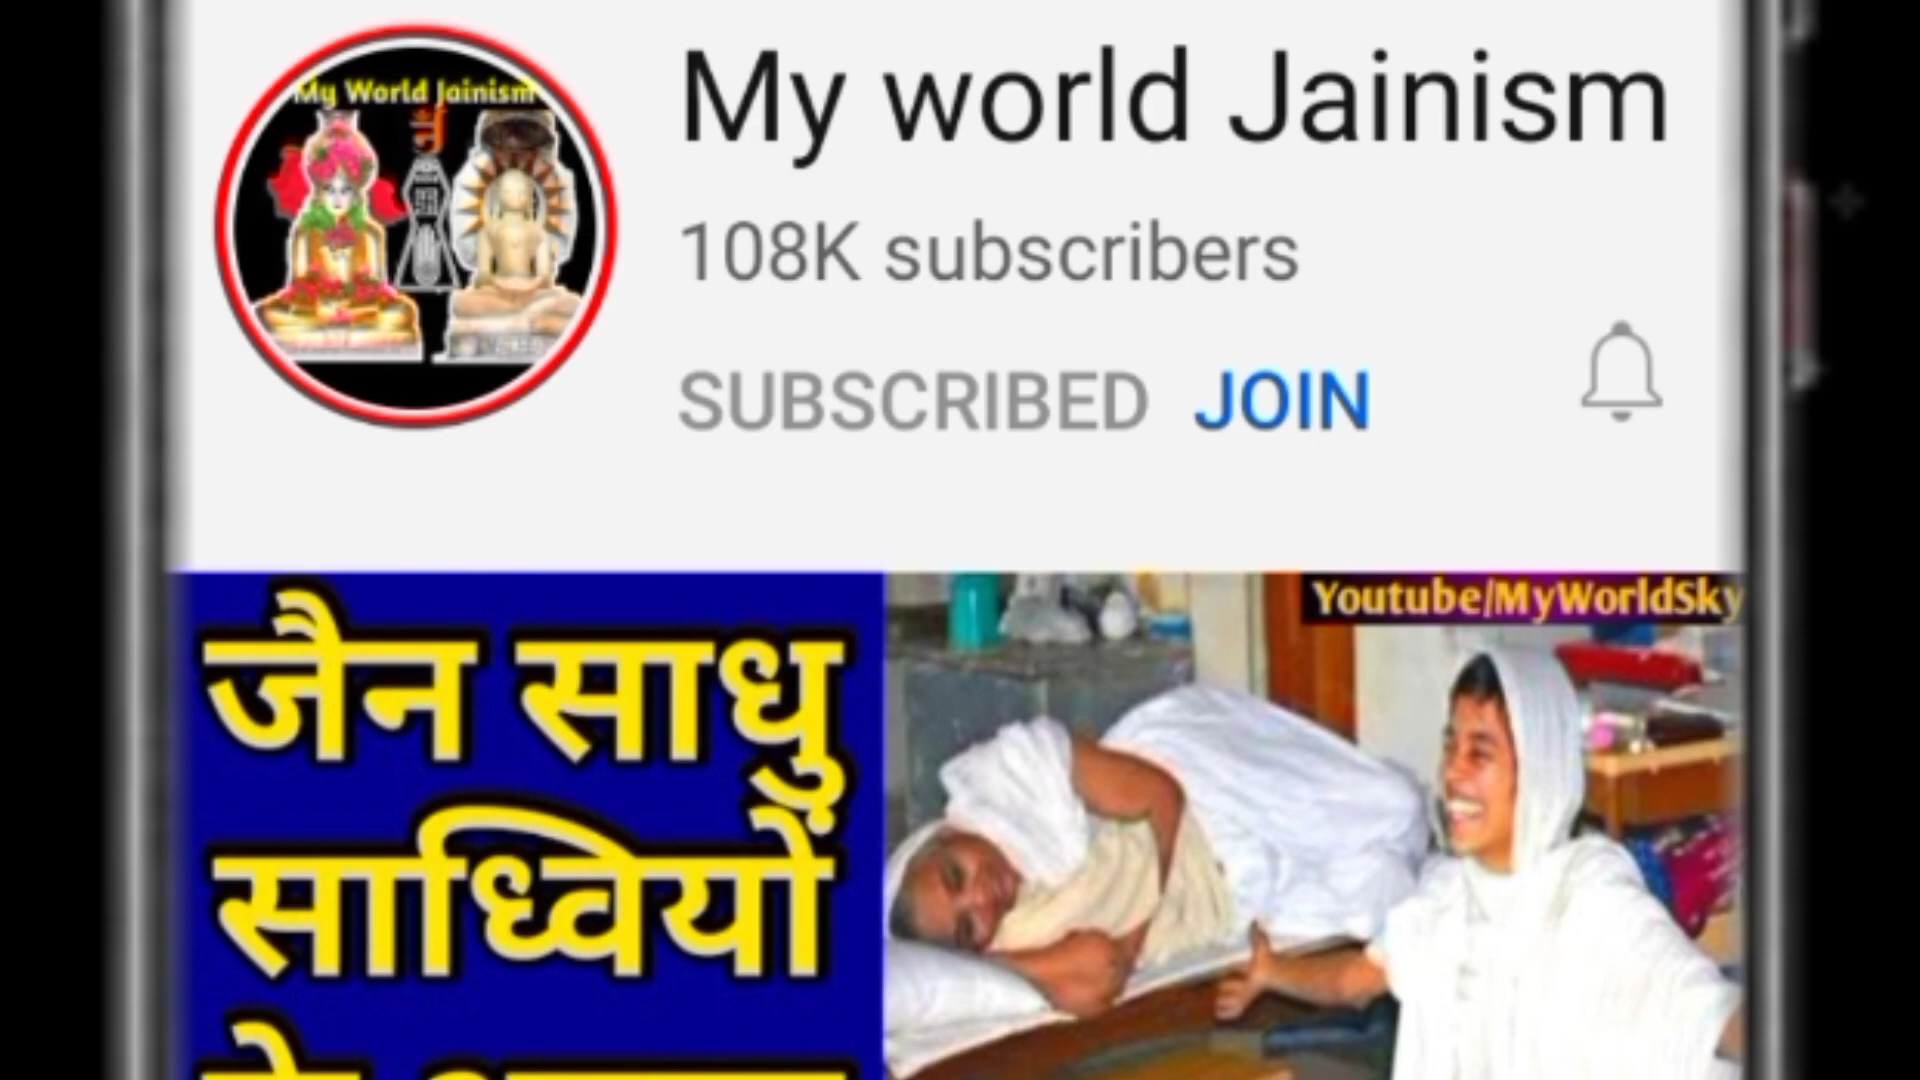 My World Jainism
My world Jainism
108K subscribers
SUBSCRIBED JOIN
Youtube/MyWorldSky
जैन साधु
साध्वियों